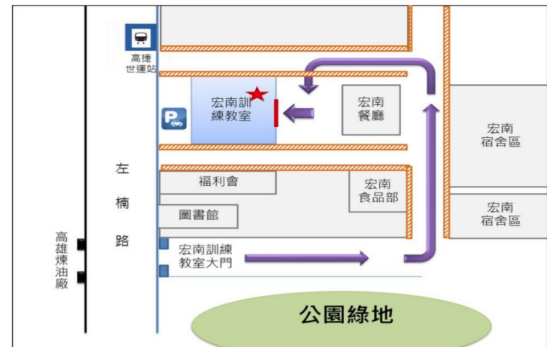 高捷
世運站
P
宏南訓
練教室
宏南
餐廳
宏南
宿舍區
左
楠
路
福利會
宏南
食品部
圖書館
宏南
宿舍區
高雄煉油廠
宏南訓練
教室大門
公園綠地